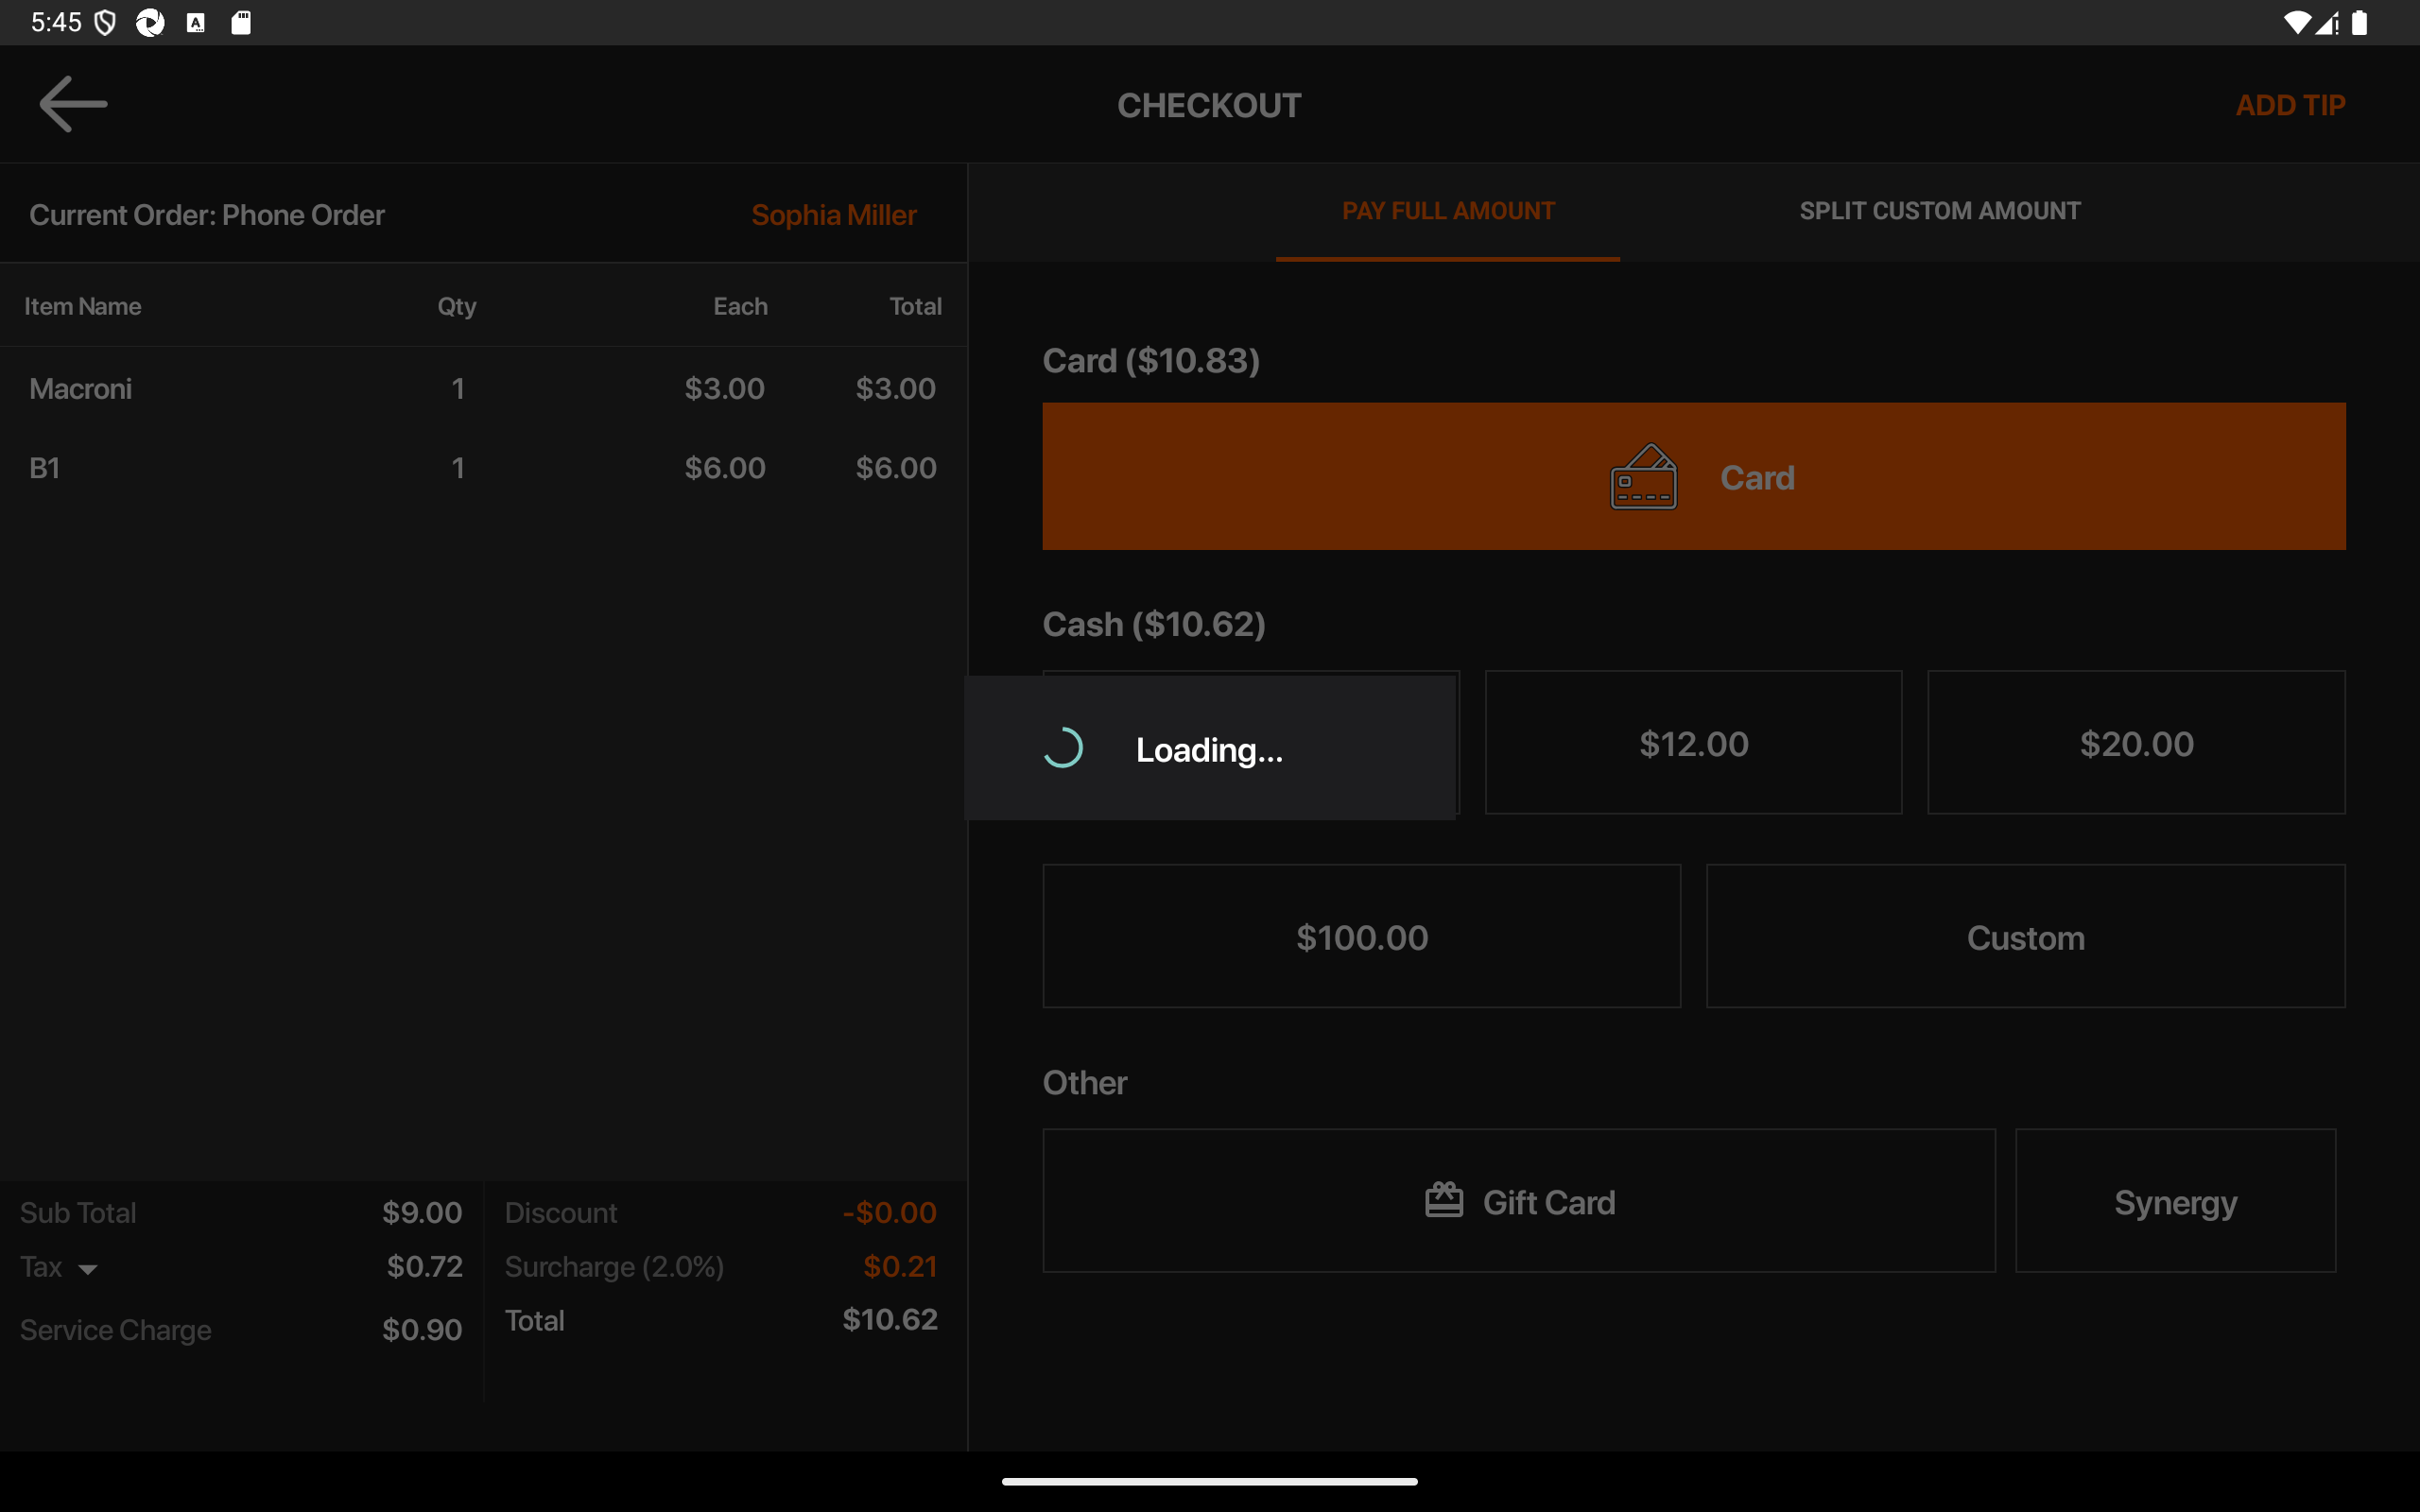 5:45
CHECKOUT
ADD TIP
Current Order: Phone Order
Sophia Miller
PAY FULL AMOUNT
SPLIT CUSTOM AMOUNT
Item Name Qty Each Total
Macroni 1 $3.00 $3.00
B1 1 $6.00 $6.00
Card ($10.83)
Card
Cash ($10.62)
Loading...
$12.00
$20.00
$100.00
Custom
Other
Gift Card
Synergy
Sub Total $9.00
Tax $0.72
Service Charge $0.90
Discount -$0.00
Surcharge (2.0%) $0.21
Total $10.62